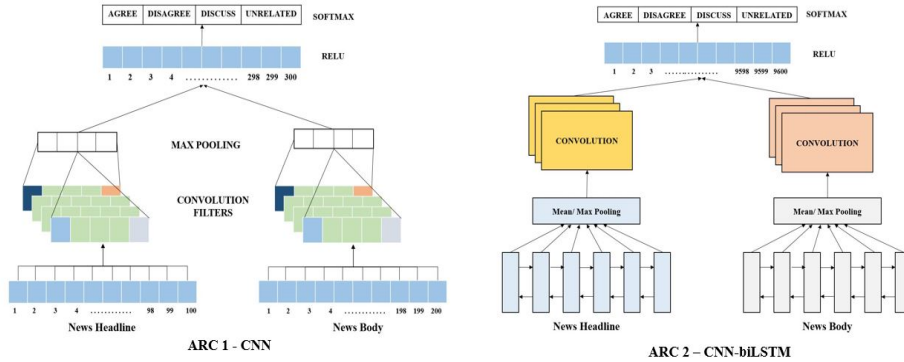 AGREE DISAGREE DISCUSS UNRELATED SOFTMAX
RELU
1 2 3 4 ............. 298 299 300
MAX POOLING
CONVOLUTION
FILTERS
1 2 3 4 ............. 98 99 100
News Headline
1 2 3 4 ............. 198 199 200
News Body
ARC 1 - CNN
AGREE DISAGREE DISCUSS UNRELATED SOFTMAX
RELU
1 2 3 ............. 9598 9599 9600
CONVOLUTION
CONVOLUTION
Mean/ Max Pooling
Mean/ Max Pooling
News Headline
News Body
ARC 2 – CNN-biLSTM